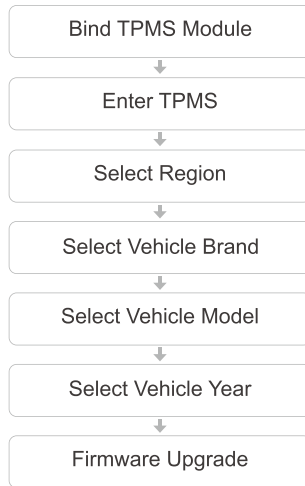 Bind TPMS Module
Enter TPMS
Select Region
Select Vehicle Brand
Select Vehicle Model
Select Vehicle Year
Firmware Upgrade